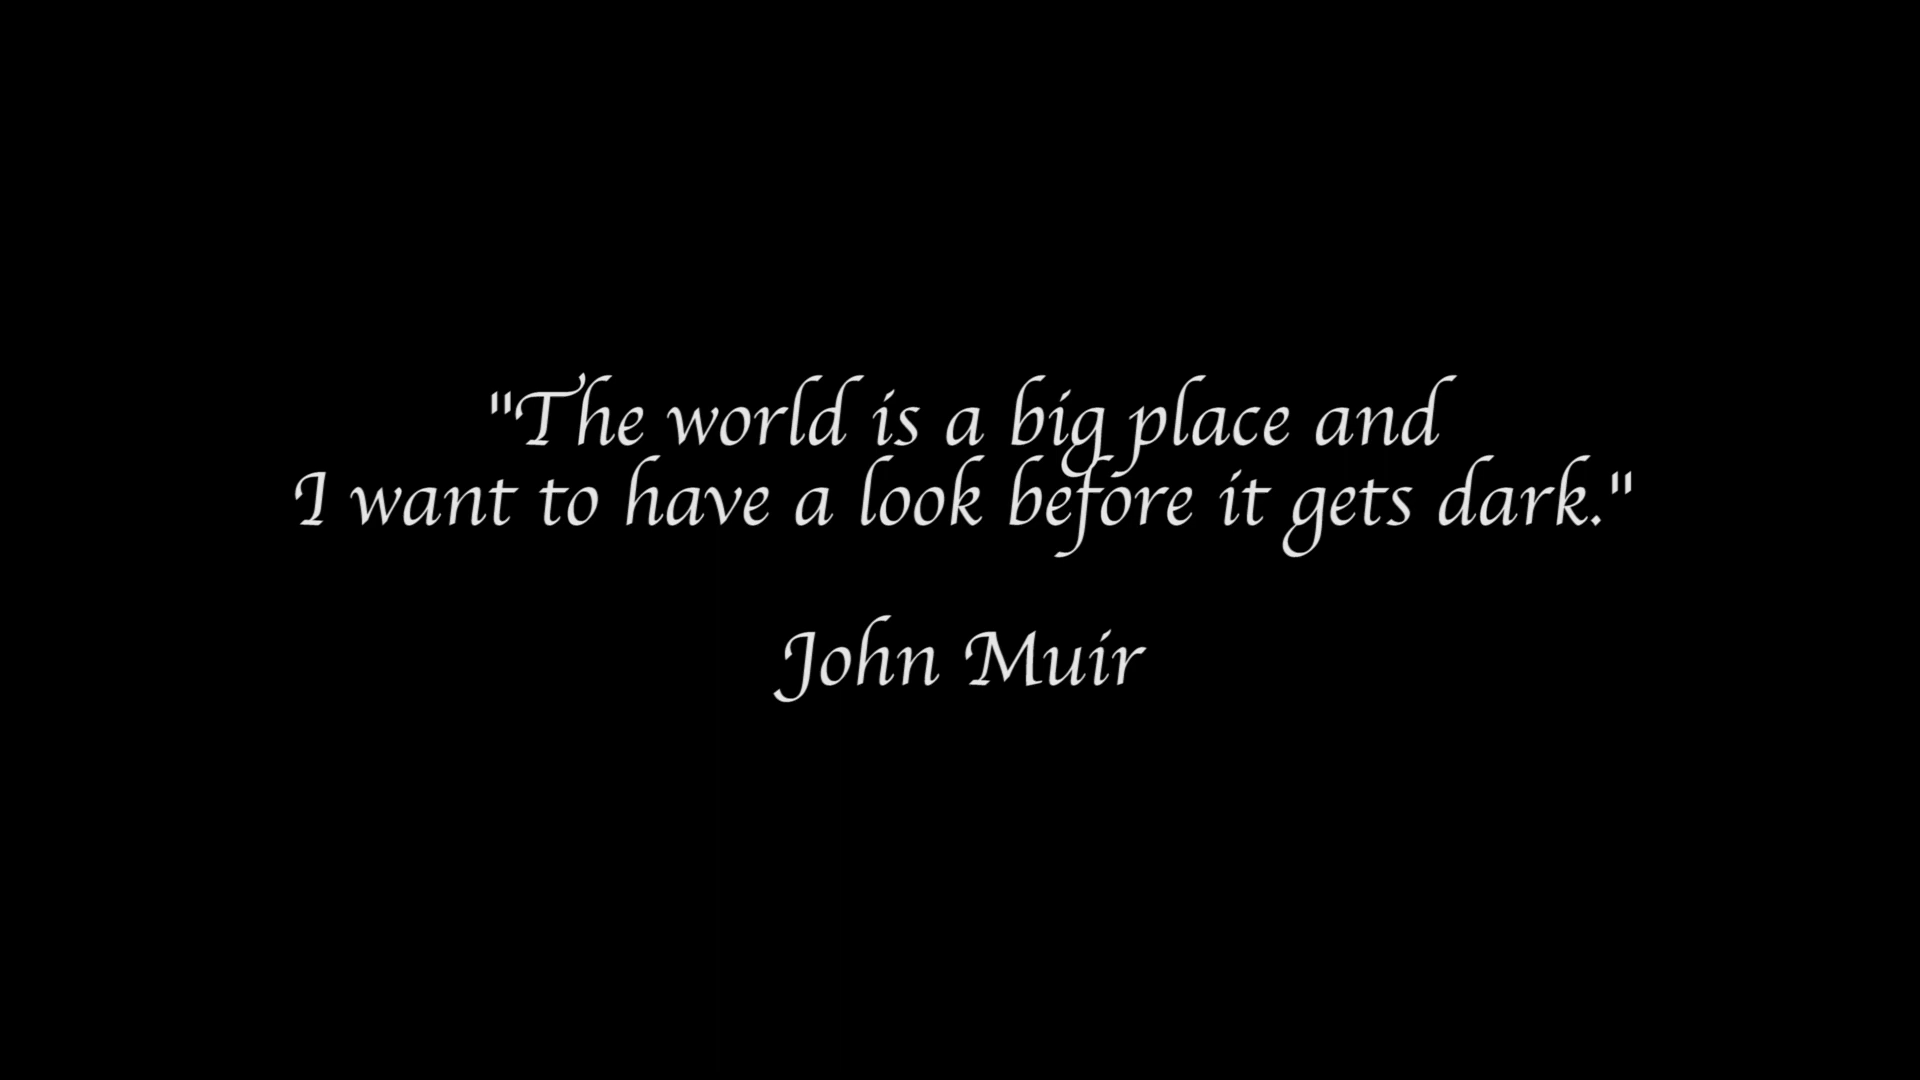 "The world is a big place and
I want to have a look before it gets dark."
John Muir